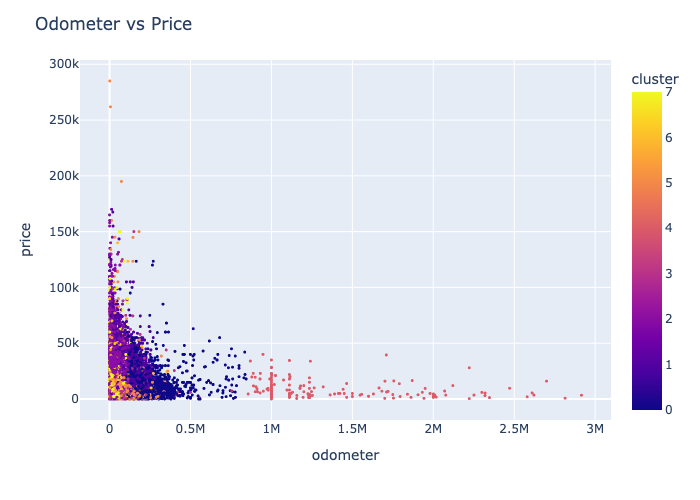 Odometer vs Price
300k
250k
200k
150k
100k
50k
0
price
0
0.5M
1M
1.5M
2M
2.5M
3M
odometer
cluster
7
6
5
4
3
2
1
0